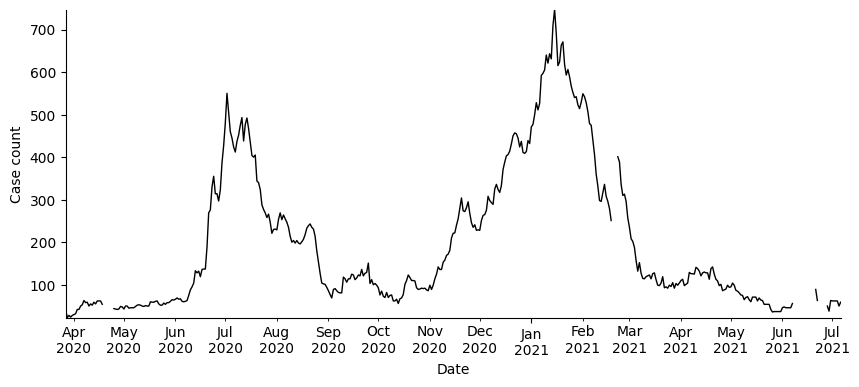 700
600
500
400
300
200
100
Case count
Apr May Jun Jul Aug Sep Oct Nov Dec Jan Feb Mar Apr May Jun Jul
2020 2020 2020 2020 2020 2020 2020 2020 2020 2021 2021 2021 2021 2021 2021 2021
Date